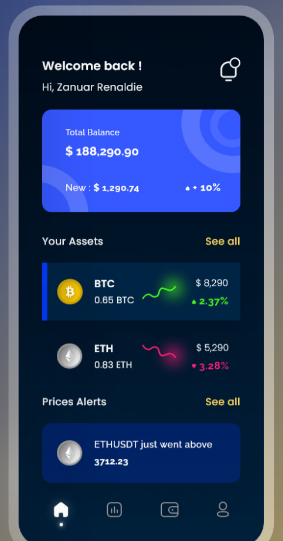 Welcome back !
Hi, Zanuar Renaldie
Total Balance
$ 188,290.90
New : $ 1,290.74
+ 10%
Your Assets
See all
BTC
$ 8,290
0.65 BTC
2.37%
ETH
$ 5,290
0.83 ETH
3.28%
Prices Alerts
See all
ETHUSDT just went above
3712.23